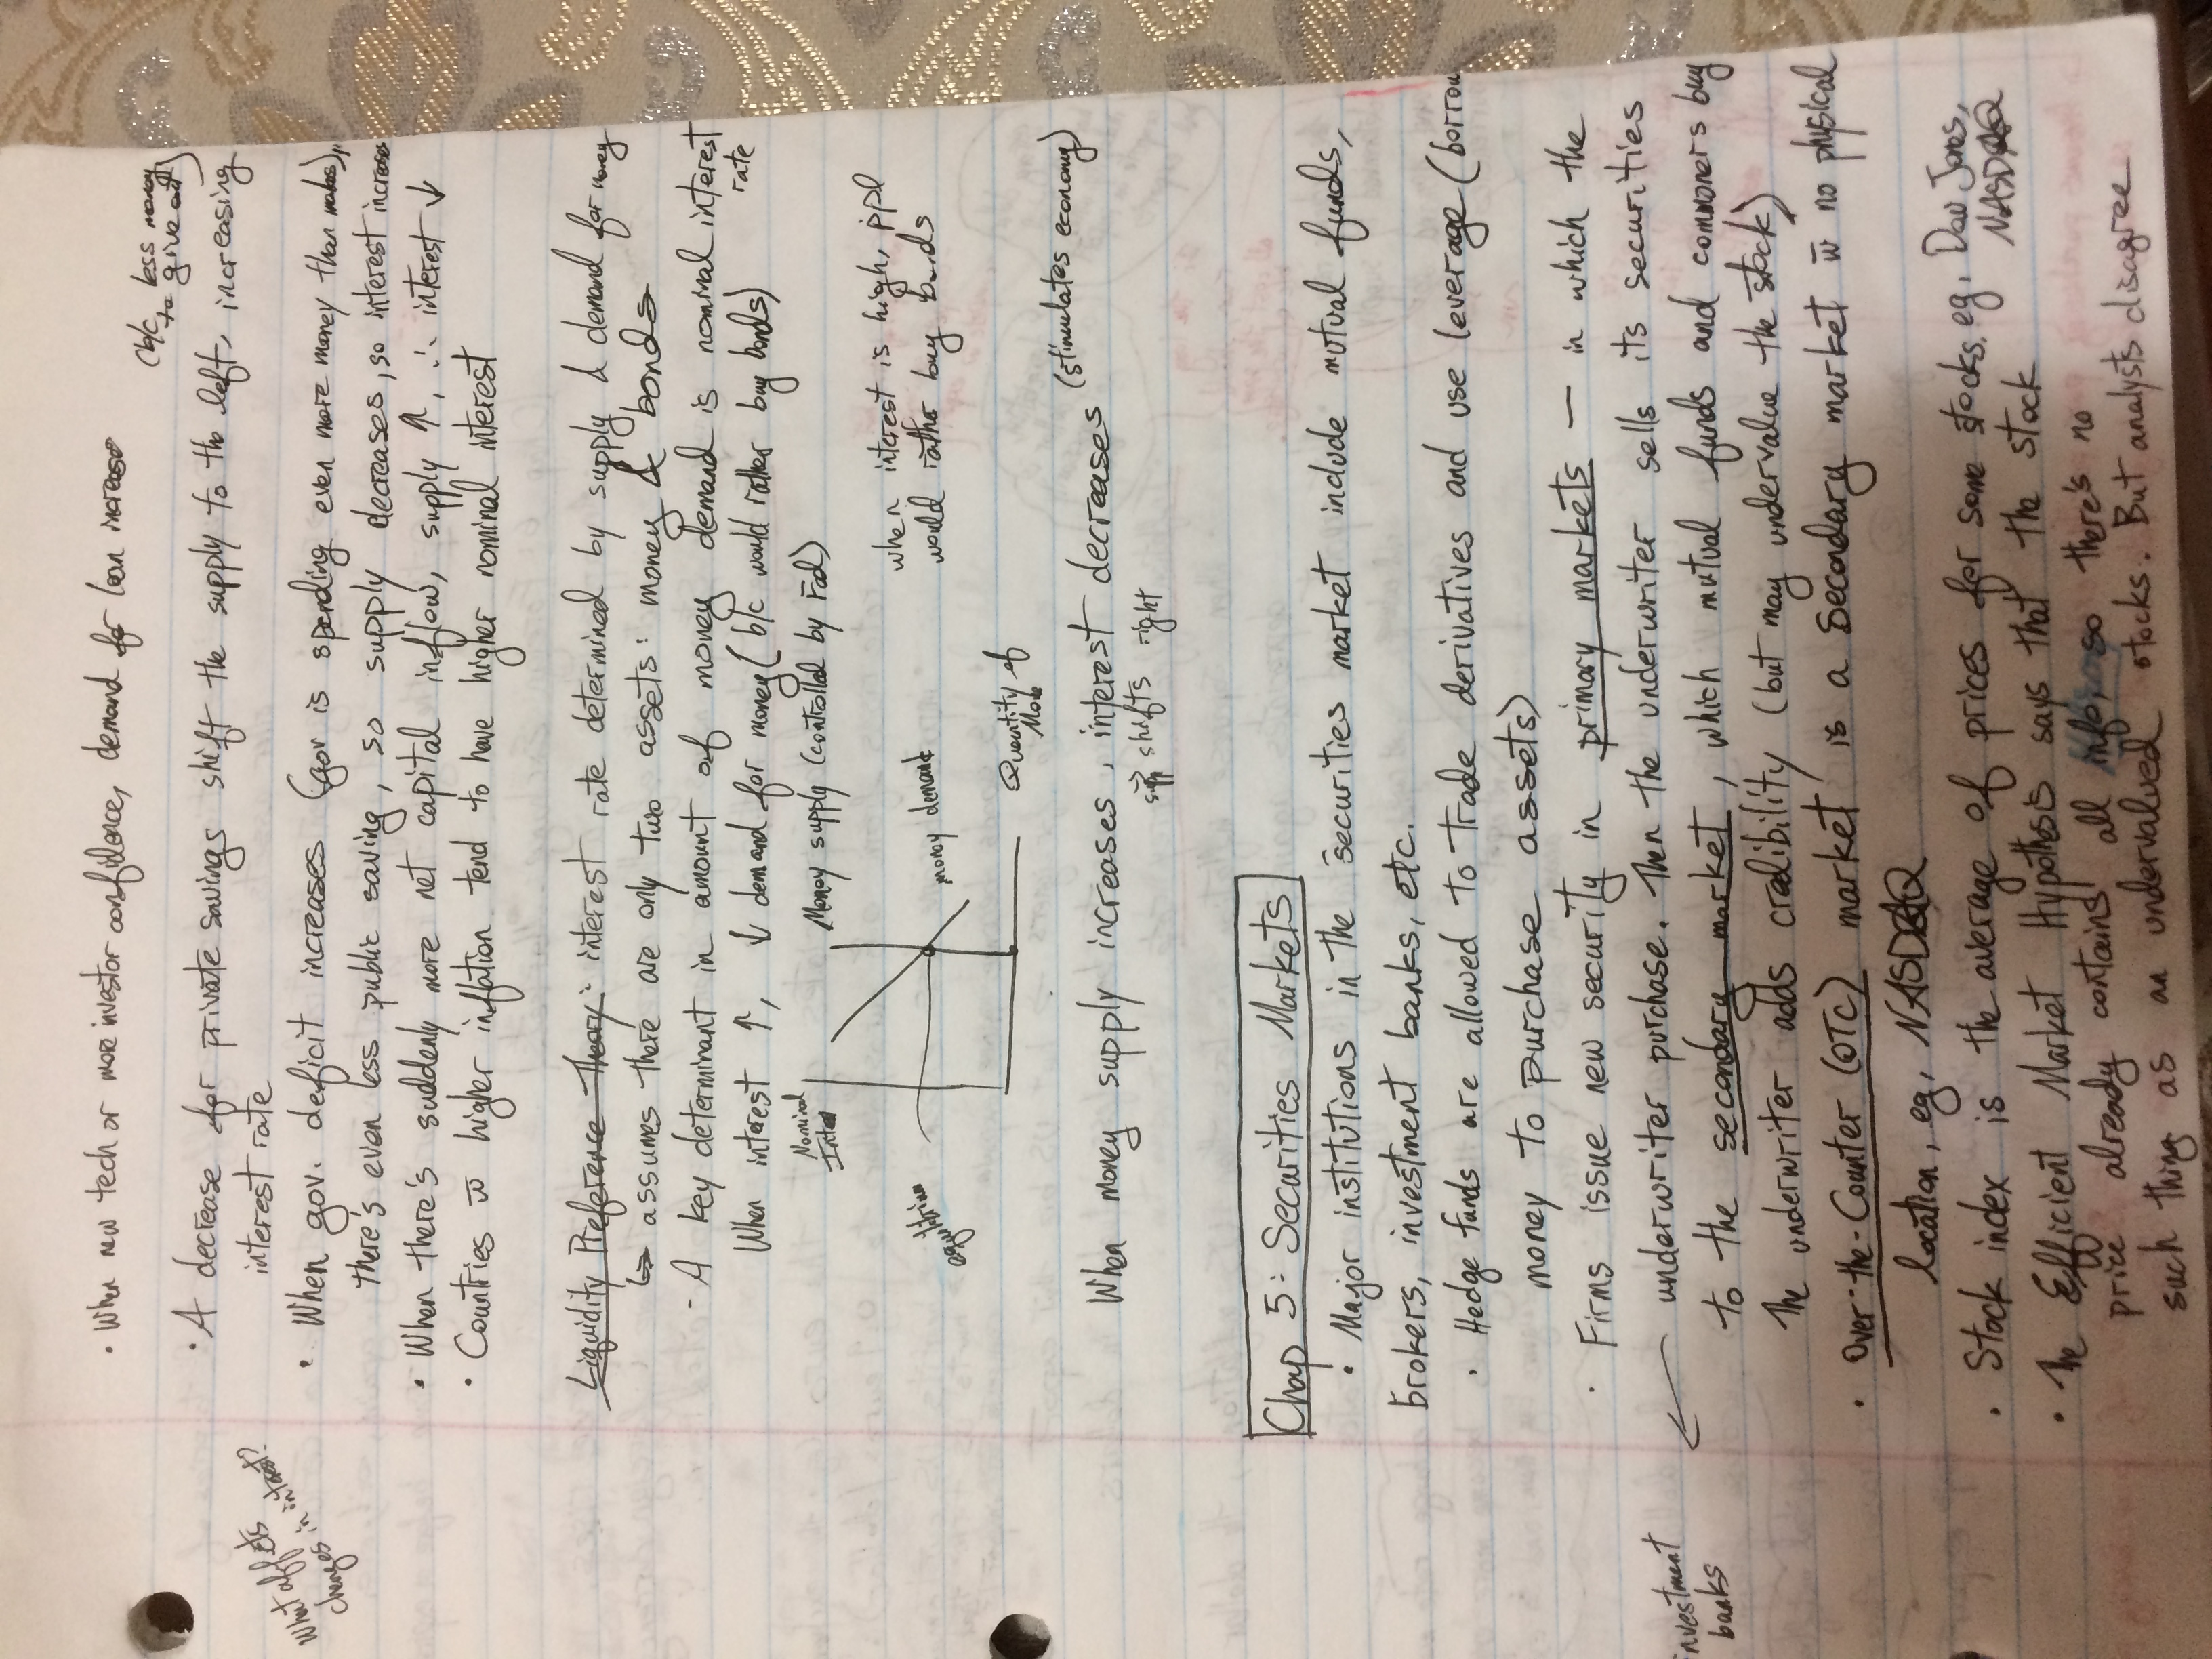 • When new tech or more investor confidence, demand for loan increase
(b/c less money
to give out)
• A decrease for private savings shift the supply to the left, increasing
interest rate
What affects
changes in interest?
• When gov. deficit increases (gov is spending even more money than makes),
there's even less public saving, so supply decreases, so interest increases
• When there's suddenly more net capital inflow, supply ↑, ∴ interest ↓
• Countries w̄ higher inflation tend to have higher nominal interest
Liquidity Preference Theory: interest rate determined by supply & demand for money
↳ assumes there are only two assets: money & bonds
- A key determinant in amount of money demand is nominal interest
rate
When interest ↑, ↓ demand for money (b/c would rather buy bonds)
Nominal
Money supply (controlled by Fed)
when interest is high, ppl
would rather buy bonds
money demand
Quantity of
(stimulates economy)
When money supply increases, interest decreases
shifts right
Chap 5: Securities Markets
• Major institutions in the securities market include mutual funds,
brokers, investment banks, etc.
• Hedge funds are allowed to trade derivatives and use leverage (borrow
money to purchase assets)
• Firms issue new security in primary markets — in which the
underwriter purchase. Then the underwriter sells its securities
investment
banks
to the secondary market, which mutual funds and commoners buy
The underwriter adds credibility (but may undervalue the stock)
• Over-the-Counter (OTC) market is a secondary market w̄ no physical
location, eg, NASDAQ
• Stock index is the average of prices for some stocks. eg. Dow Jones,
NASDAQ
• The Efficient Market Hypothesis says that the stock
price already contains all info, so there's no
such thing as an undervalued stocks. But analysts disagree